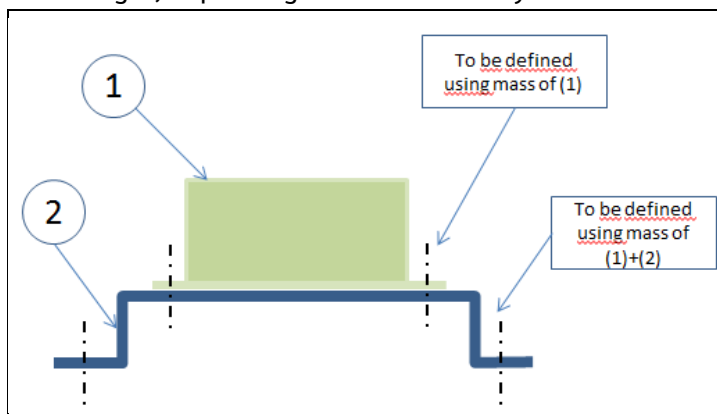 1
To be defined
using mass of (1)
2
To be defined
using mass of
(1)+(2)